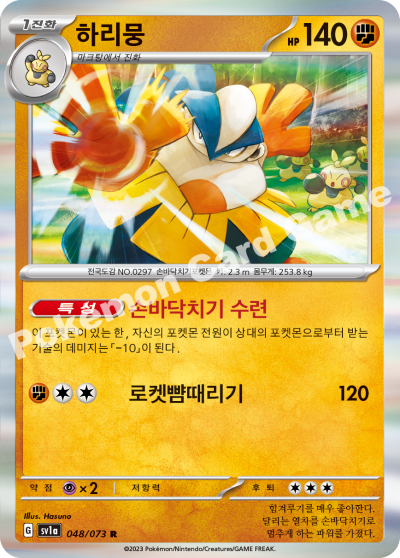 1진화
하리뭉
HP 140
마크탕에서 진화
전국도감 NO.0297 손바닥치기포켓몬 키: 2.3 m 몸무게: 253.8 kg
특성 손바닥치기 수련
이 포켓몬이 있는 한, 자신의 포켓몬 전원이 상대의 포켓몬으로부터 받는
기술의 데미지는 「-10」이 된다.
로켓뺨때리기 120
약점 ×2 저항력 후퇴
Illus. Hasuno
G sv1a 048/073 R
힘겨루기를 매우 좋아한다.
달리는 열차를 손바닥치기로
멈추게 하는 파워를 가졌다.
©2023 Pokémon/Nintendo/Creatures/GAME FREAK.
Pokémon Card Game